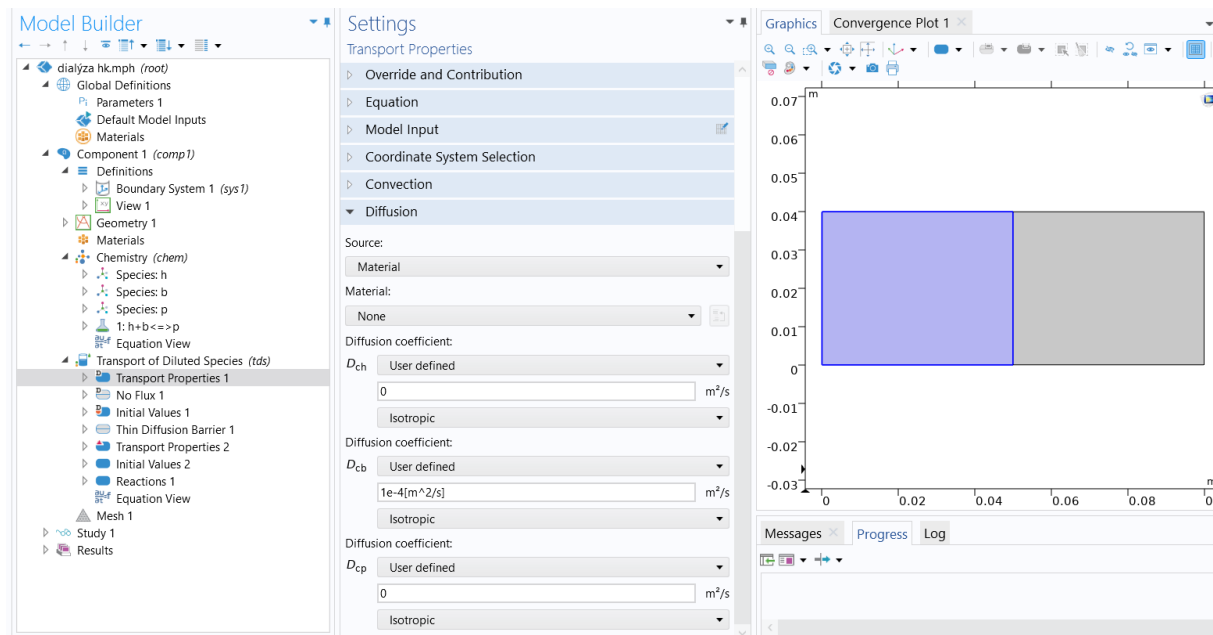 Model Builder
dialýza hk.mph (root)
Global Definitions
Pi Parameters 1
Default Model Inputs
Materials
Component 1 (comp1)
Definitions
Boundary System 1 (sys1)
xy View 1
Geometry 1
Materials
Chemistry (chem)
Species: h
Species: b
Species: p
1: h+b<=>p
Equation View
Transport of Diluted Species (tds)
Transport Properties 1
No Flux 1
Initial Values 1
Thin Diffusion Barrier 1
Transport Properties 2
Initial Values 2
Reactions 1
Equation View
Mesh 1
Study 1
Results
Settings
Transport Properties
Override and Contribution
Equation
Model Input
Coordinate System Selection
Convection
Diffusion
Source:
Material
Material:
None
Diffusion coefficient:
Dch User defined
0 m²/s
Isotropic
Diffusion coefficient:
Dcb User defined
1e-4[m^2/s] m²/s
Isotropic
Diffusion coefficient:
Dcp User defined
0 m²/s
Isotropic
Graphics Convergence Plot 1
m
0.07
0.06
0.05
0.04
0.03
0.02
0.01
0
-0.01
-0.02
-0.03
0 0.02 0.04 0.06 0.08
Messages Progress Log